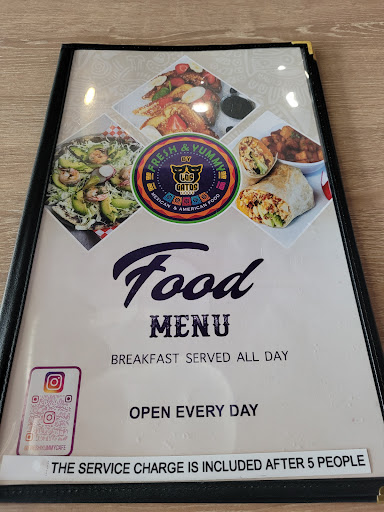 FRESH & YUMMY
BY
LOS
GATOS
MEXICAN & AMERICAN FOOD
Food
MENU
BREAKFAST SERVED ALL DAY
OPEN EVERY DAY
THE SERVICE CHARGE IS INCLUDED AFTER 5 PEOPLE